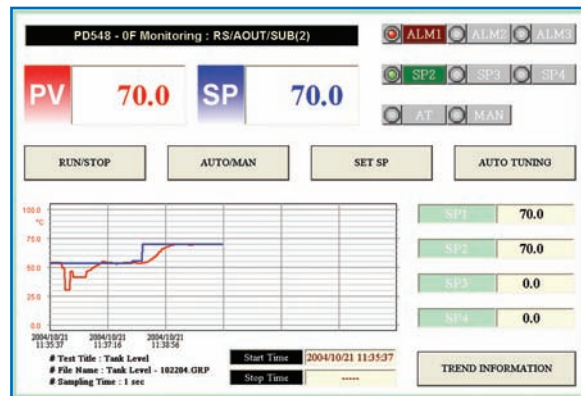 PD548 - 0F Monitoring : RS/AOUT/SUB(2)
ALM1 ALM2 ALM3
PV 70.0 SP 70.0
SP2 SP3 SP4
AT MAN
RUN/STOP AUTO/MAN SET SP AUTO TUNING
100.0
°C
75.0
50.0
25.0
0.0
2004/10/21 2004/10/21 2004/10/21
11:35:37 11:37:16 11:38:56
SP1 70.0
SP2 70.0
SP3 0.0
SP4 0.0
# Test Title : Tank Level
# File Name : Tank Level - 102204.GRP
# Sampling Time : 1 sec
Start Time 2004/10/21 11:35:37
Stop Time -----
TREND INFORMATION